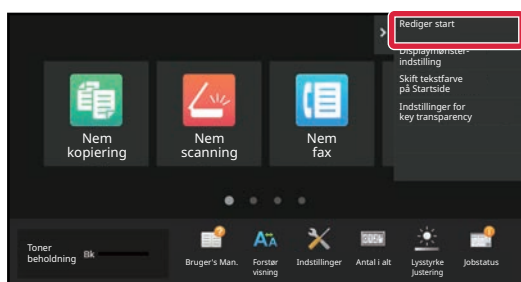 Rediger start
Displaymønster-
indstilling
Skift tekstfarve
på Startside
Indstillinger for
key transparency
Nem
kopiering
Nem
scanning
Nem
fax
Toner
beholdning
Bk
Bruger's Man.
Forstør
visning
Indstillinger
Antal i alt
Lysstyrke
Justering
Jobstatus